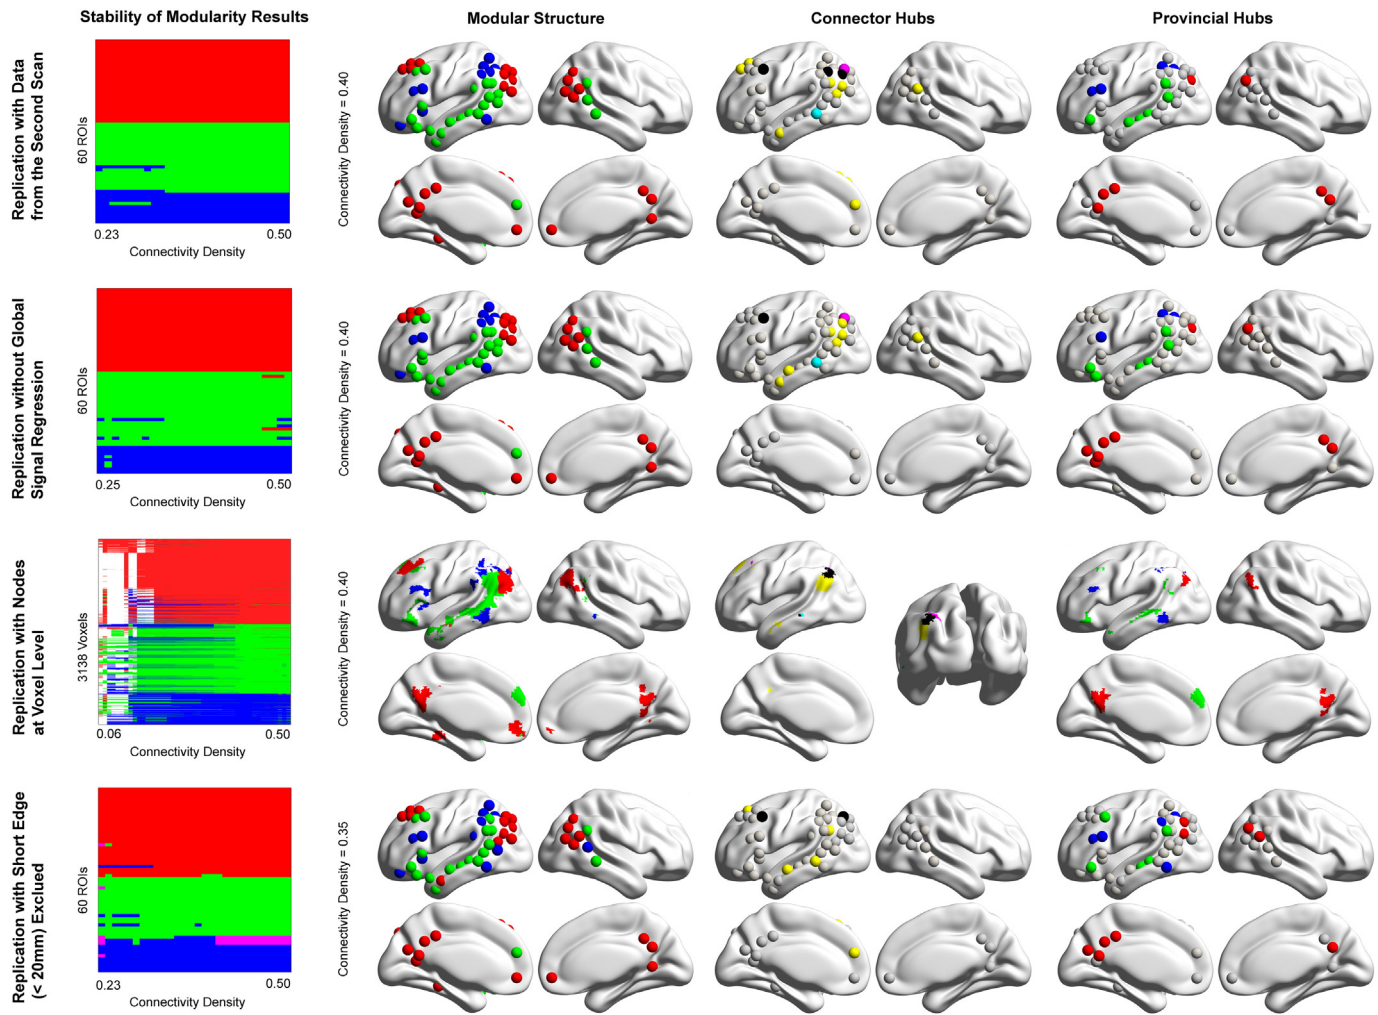 Stability of Modularity Results
Modular Structure
Connector Hubs
Provincial Hubs
Replication with Data
from the Second Scan
60 ROIs
0.23
0.50
Connectivity Density
Connectivity Density = 0.40
Replication without Global
Signal Regression
60 ROIs
0.25
0.50
Connectivity Density
Connectivity Density = 0.40
Replication with Nodes
at Voxel Level
3138 Voxels
0.06
0.50
Connectivity Density
Connectivity Density = 0.40
Replication with Short Edge
(< 20mm) Exclued
60 ROIs
0.23
0.50
Connectivity Density
Connectivity Density = 0.35